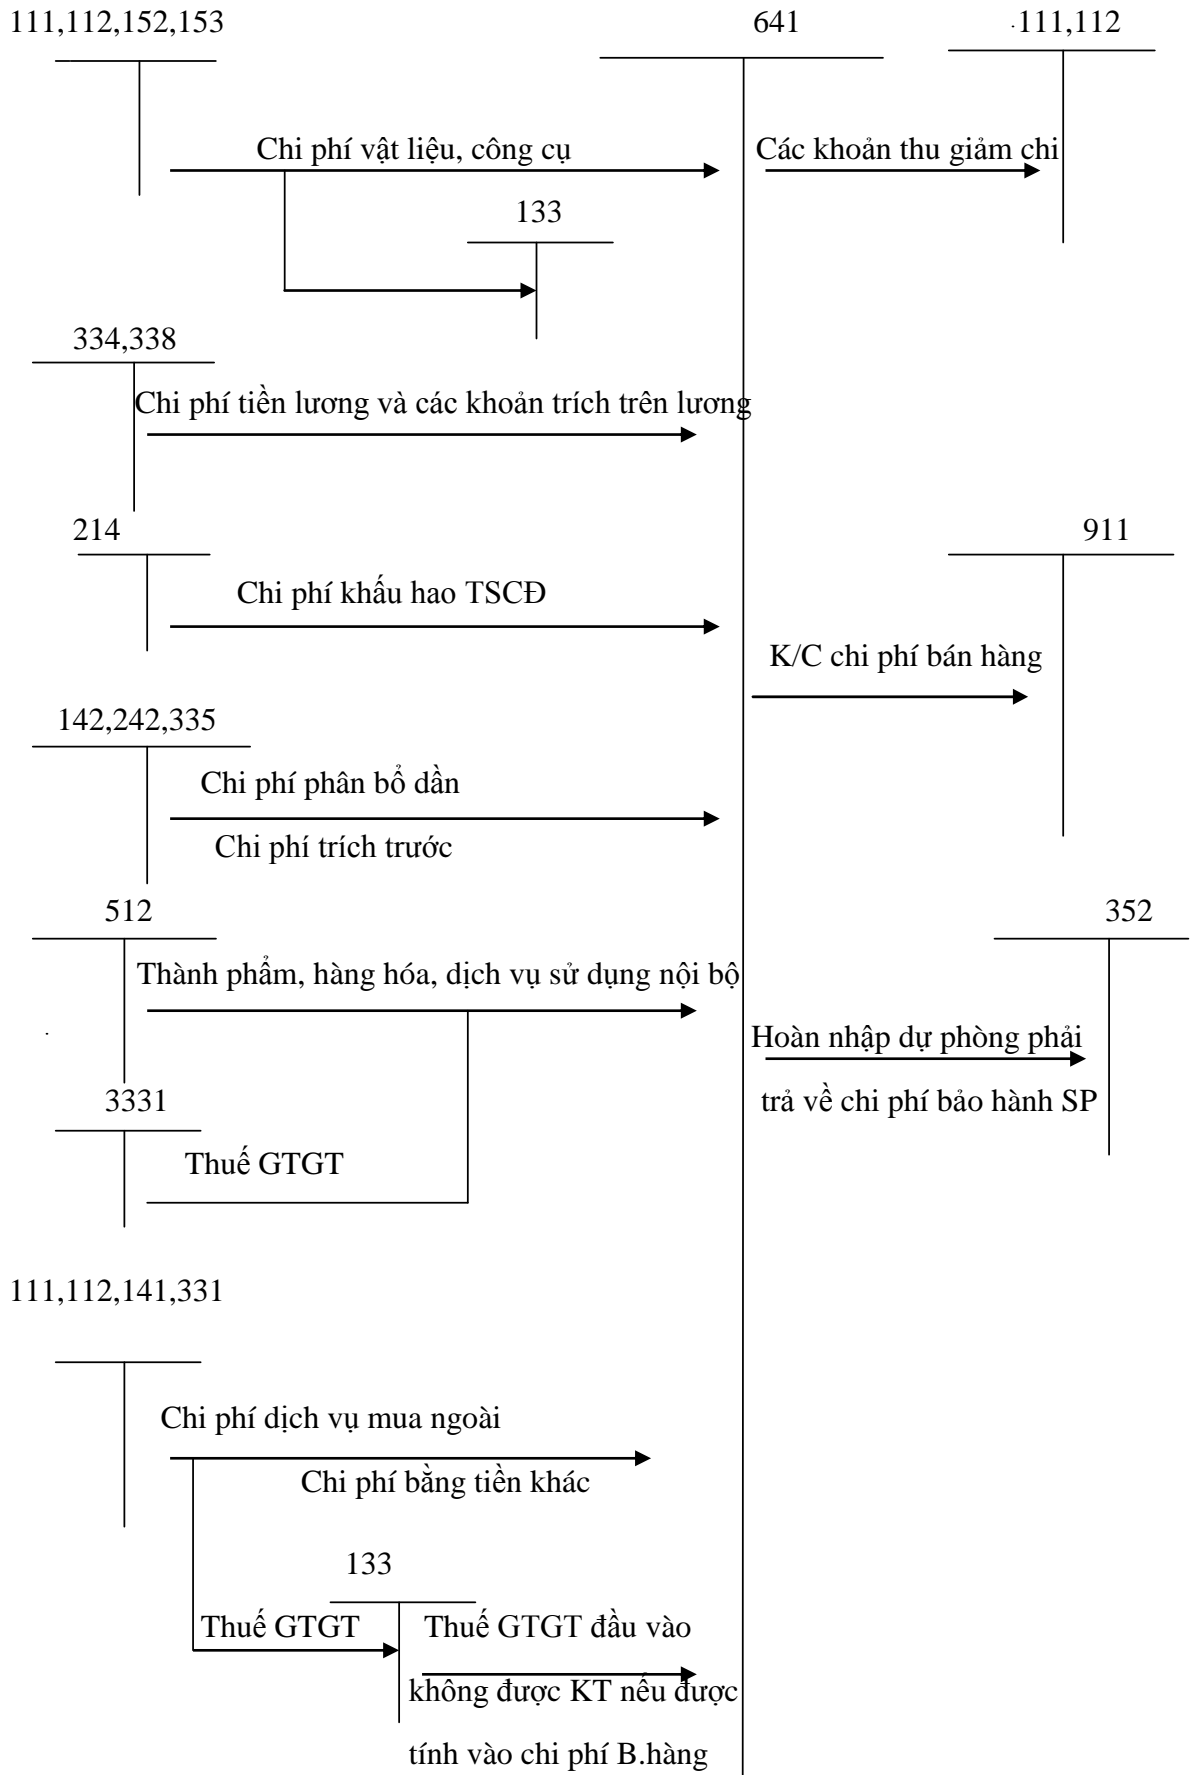 111,112,152,153
641
111,112
Chi phí vật liệu, công cụ
Các khoản thu giảm chi
133
334,338
Chi phí tiền lương và các khoản trích trên lương
214
911
Chi phí khấu hao TSCĐ
K/C chi phí bán hàng
142,242,335
Chi phí phân bổ dần
Chi phí trích trước
512
352
Thành phẩm, hàng hóa, dịch vụ sử dụng nội bộ
Hoàn nhập dự phòng phải
trả về chi phí bảo hành SP
3331
Thuế GTGT
111,112,141,331
Chi phí dịch vụ mua ngoài
Chi phí bằng tiền khác
133
Thuế GTGT
Thuế GTGT đầu vào
không được KT nếu được
tính vào chi phí B.hàng